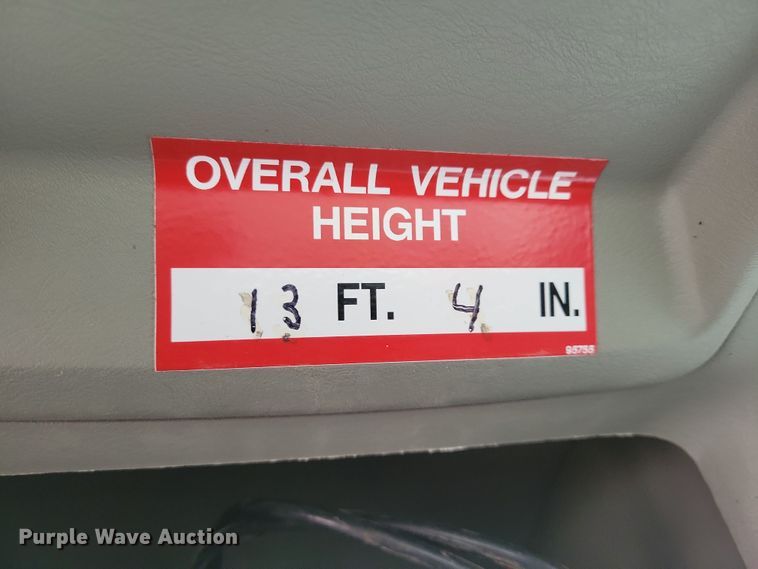 OVERALL VEHICLE
HEIGHT
13 FT. 4 IN.
95755
Purple Wave Auction